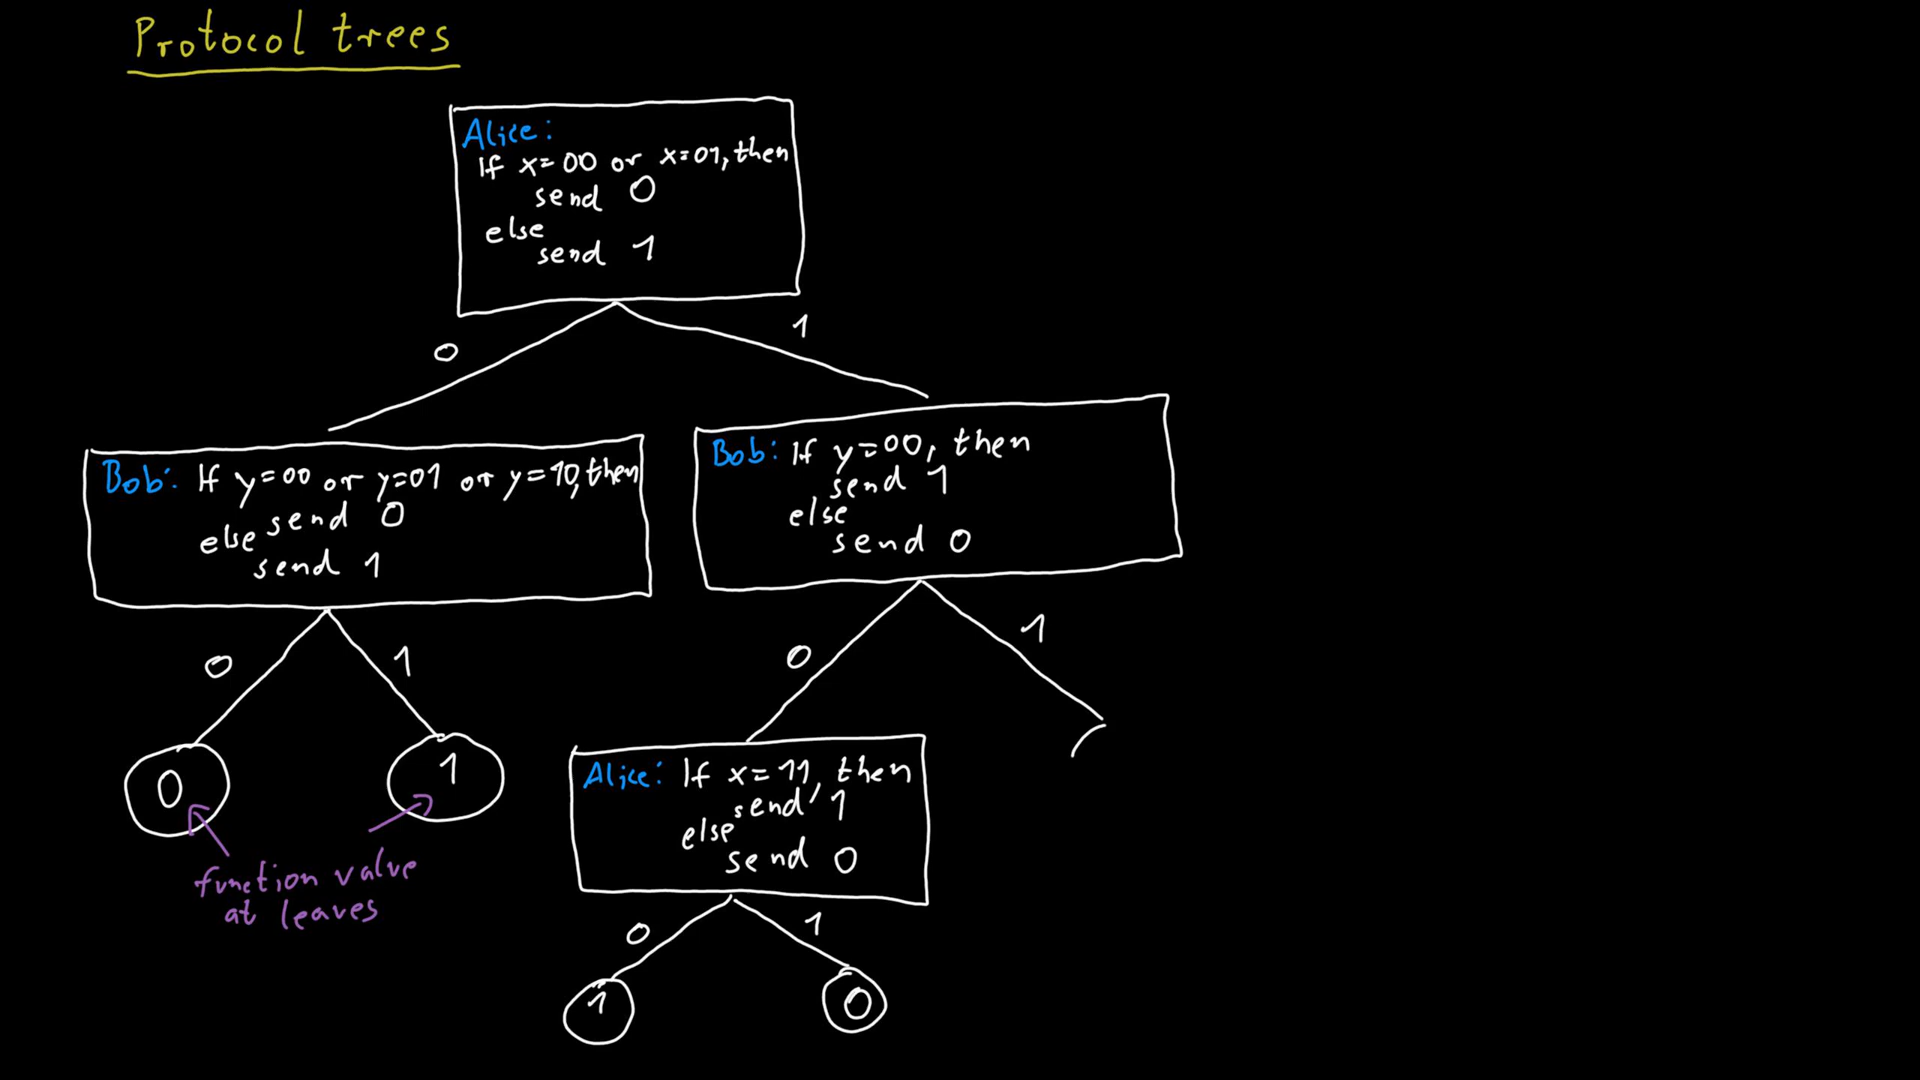 Protocol trees
Alice:
If x=00 or x=01, then
send 0
else
send 1
0
1
Bob: If y=00 or y=01 or y=10, then
send 0
else
send 1
Bob: If y=00, then
send 1
else
send 0
0
1
0
1
0
1
Alice: If x=11, then
send 1
else
send 0
function value
at leaves
0
1
1
0